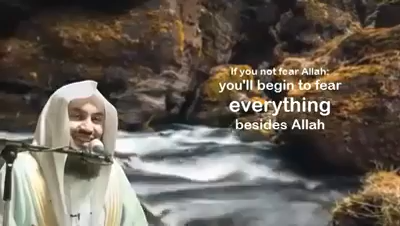 If you not fear Allah:
you'll begin to fear
everything
besides Allah